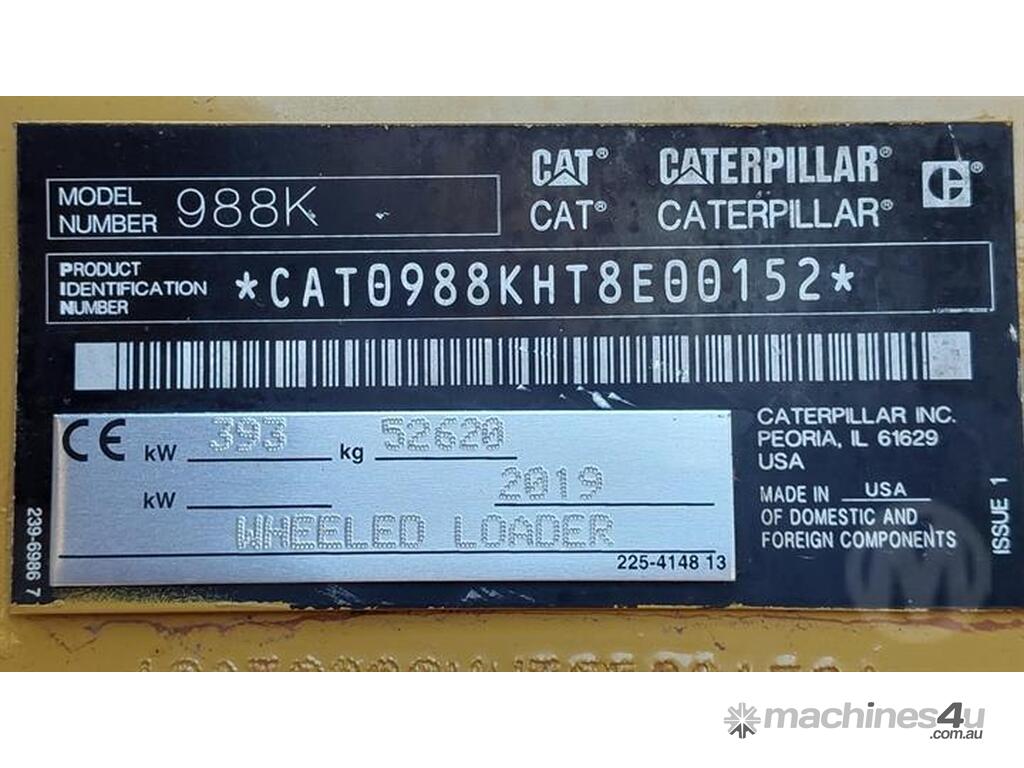 CAT® CATERPILLAR®
CAT® CATERPILLAR®
MODEL NUMBER 988K
PRODUCT IDENTIFICATION NUMBER *CAT0988KHT8E00152*
CE kW 393 kg 52620
kW 2019
WHEELED LOADER
225-4148 13
CATERPILLAR INC.
PEORIA, IL 61629
USA
MADE IN USA
OF DOMESTIC AND
FOREIGN COMPONENTS
ISSUE 1
239-6986 7
machines4u
.com.au